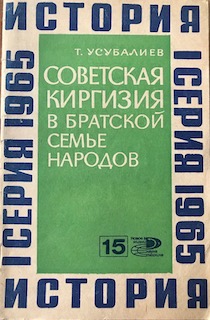 ИСТОРИЯ
I СЕРИЯ 1965
I СЕРИЯ 1965
Т. УСУБАЛИЕВ
СОВЕТСКАЯ
КИРГИЗИЯ
В БРАТСКОЙ
СЕМЬЕ
НАРОДОВ
15
ИСТОРИЯ